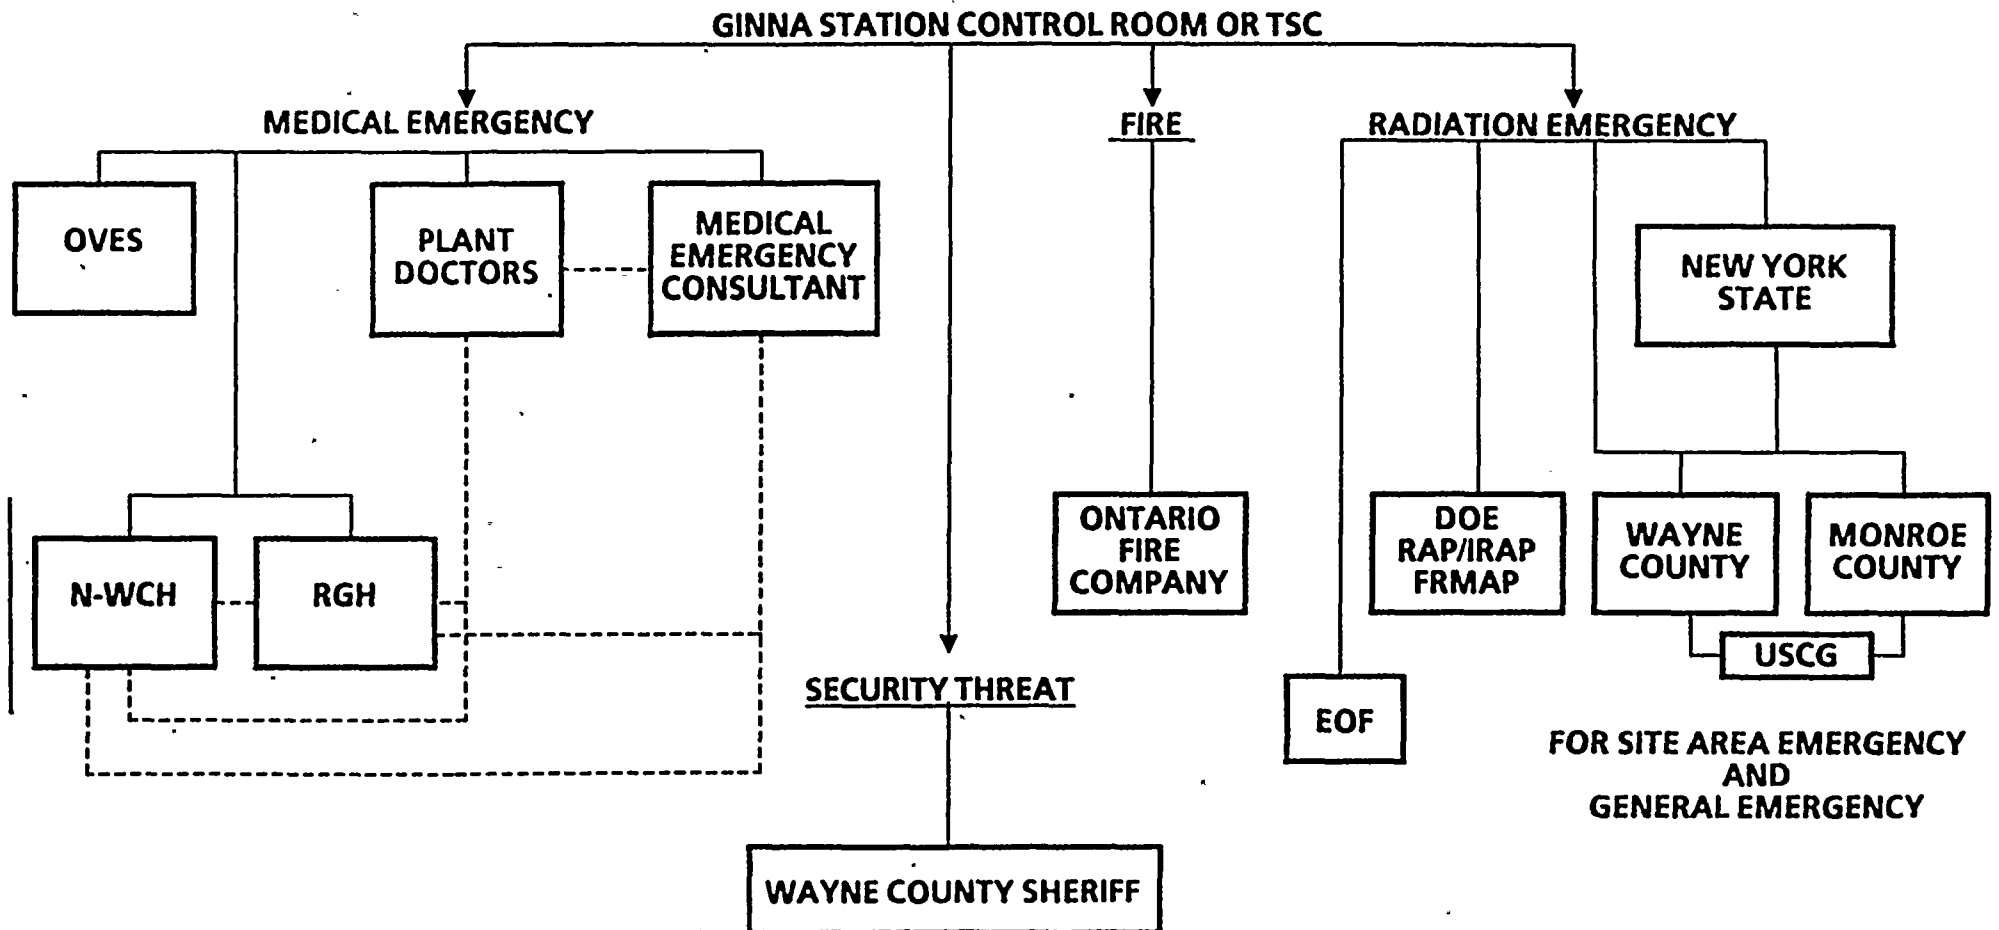 GINNA STATION CONTROL ROOM OR TSC
MEDICAL EMERGENCY
FIRE
RADIATION EMERGENCY
OVES
PLANT
DOCTORS
MEDICAL
EMERGENCY
CONSULTANT
NEW YORK
STATE
N-WCH
RGH
ONTARIO
FIRE
COMPANY
DOE
RAP/IRAP
FRMAP
WAYNE
COUNTY
MONROE
COUNTY
USCG
SECURITY THREAT
EOF
FOR SITE AREA EMERGENCY
AND
GENERAL EMERGENCY
WAYNE COUNTY SHERIFF